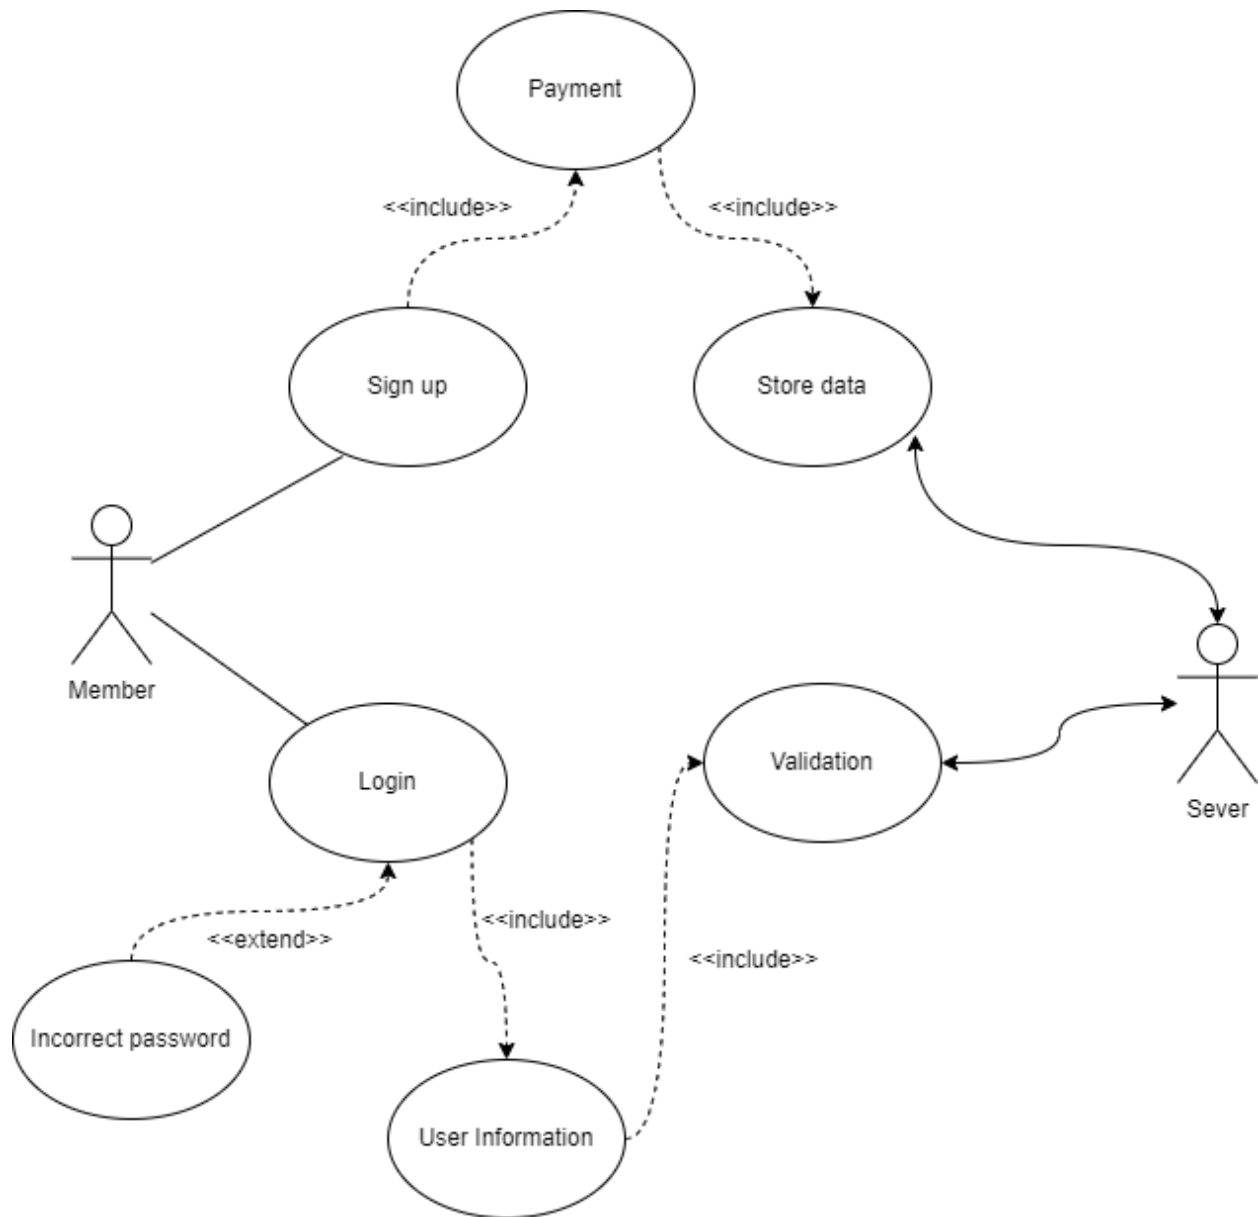 Payment
<<include>>
<<include>>
Sign up
Store data
Member
Login
Validation
Sever
<<extend>>
<<include>>
<<include>>
Incorrect password
User Information